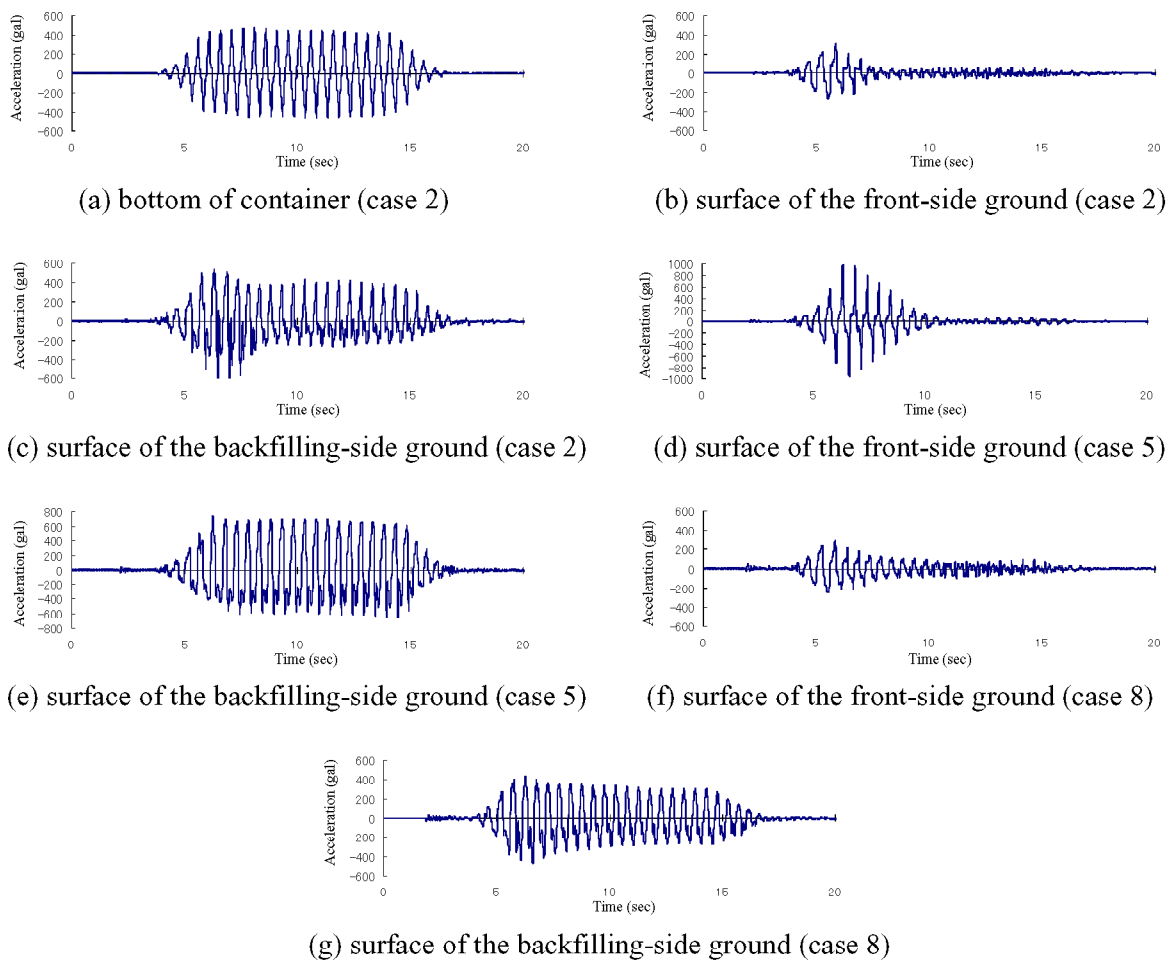 600
400
200
0
-200
-400
-600
Acceleration (gal)
0 5 10 15 20
Time (sec)
(a) bottom of container (case 2)
600
400
200
0
-200
-400
-600
Acceleration (gal)
0 5 10 15 20
Time (sec)
(b) surface of the front-side ground (case 2)
600
400
200
0
-200
-400
-600
Acceleration (gal)
0 5 10 15 20
Time (sec)
(c) surface of the backfilling-side ground (case 2)
1000
800
600
400
200
0
-200
-400
-600
-800
-1000
Acceleration (gal)
0 5 10 15 20
Time (sec)
(d) surface of the front-side ground (case 5)
800
600
400
200
0
-200
-400
-600
-800
Acceleration (gal)
0 5 10 15 20
Time (sec)
(e) surface of the backfilling-side ground (case 5)
600
400
200
0
-200
-400
-600
Acceleration (gal)
0 5 10 15 20
Time (sec)
(f) surface of the front-side ground (case 8)
600
400
200
0
-200
-400
-600
Acceleration (gal)
0 5 10 15 20
Time (sec)
(g) surface of the backfilling-side ground (case 8)